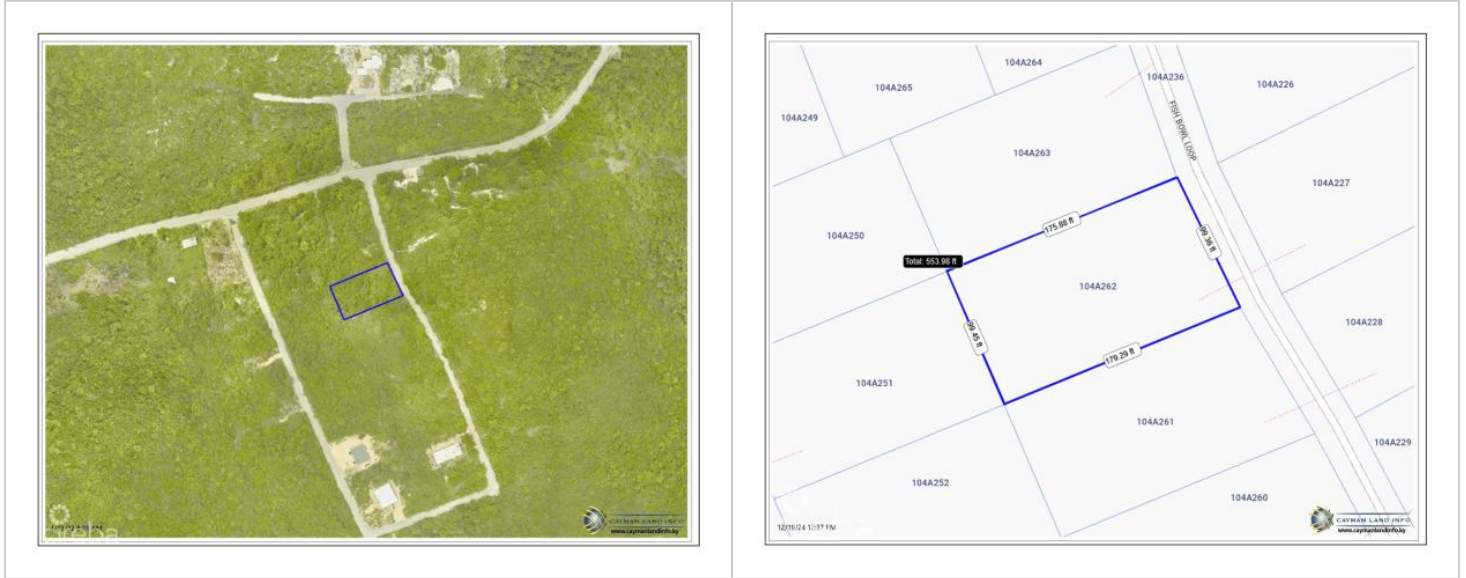 CAYMAN LAND INFO
www.caymanlandinfo.ky
104A264
104A236
104A265
104A226
104A249
FISH BOWL LOOP
104A263
104A227
175.88 ft
104A250
99.36 ft
Total: 553.98 ft
104A262
104A228
99.45 ft
179.29 ft
104A251
104A261
104A229
104A252
104A260
CAYMAN LAND INFO
www.caymanlandinfo.ky